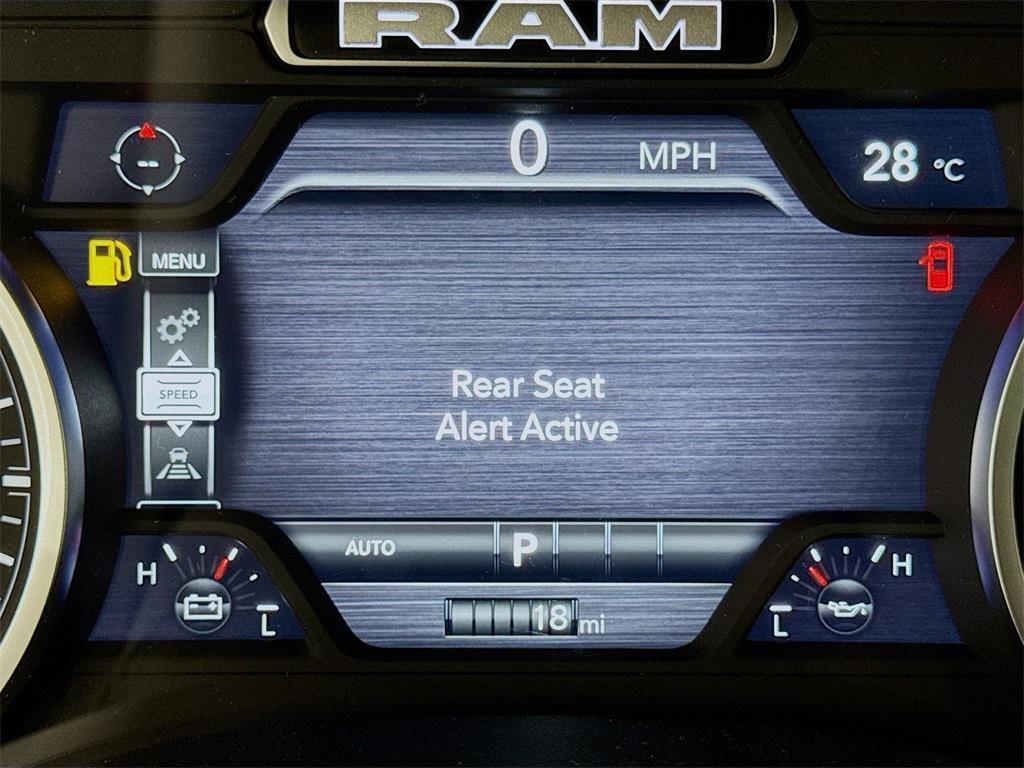 RAM
0 MPH
--
28 °C
MENU
SPEED
Rear Seat
Alert Active
AUTO
P
H
L
H
L
18 mi